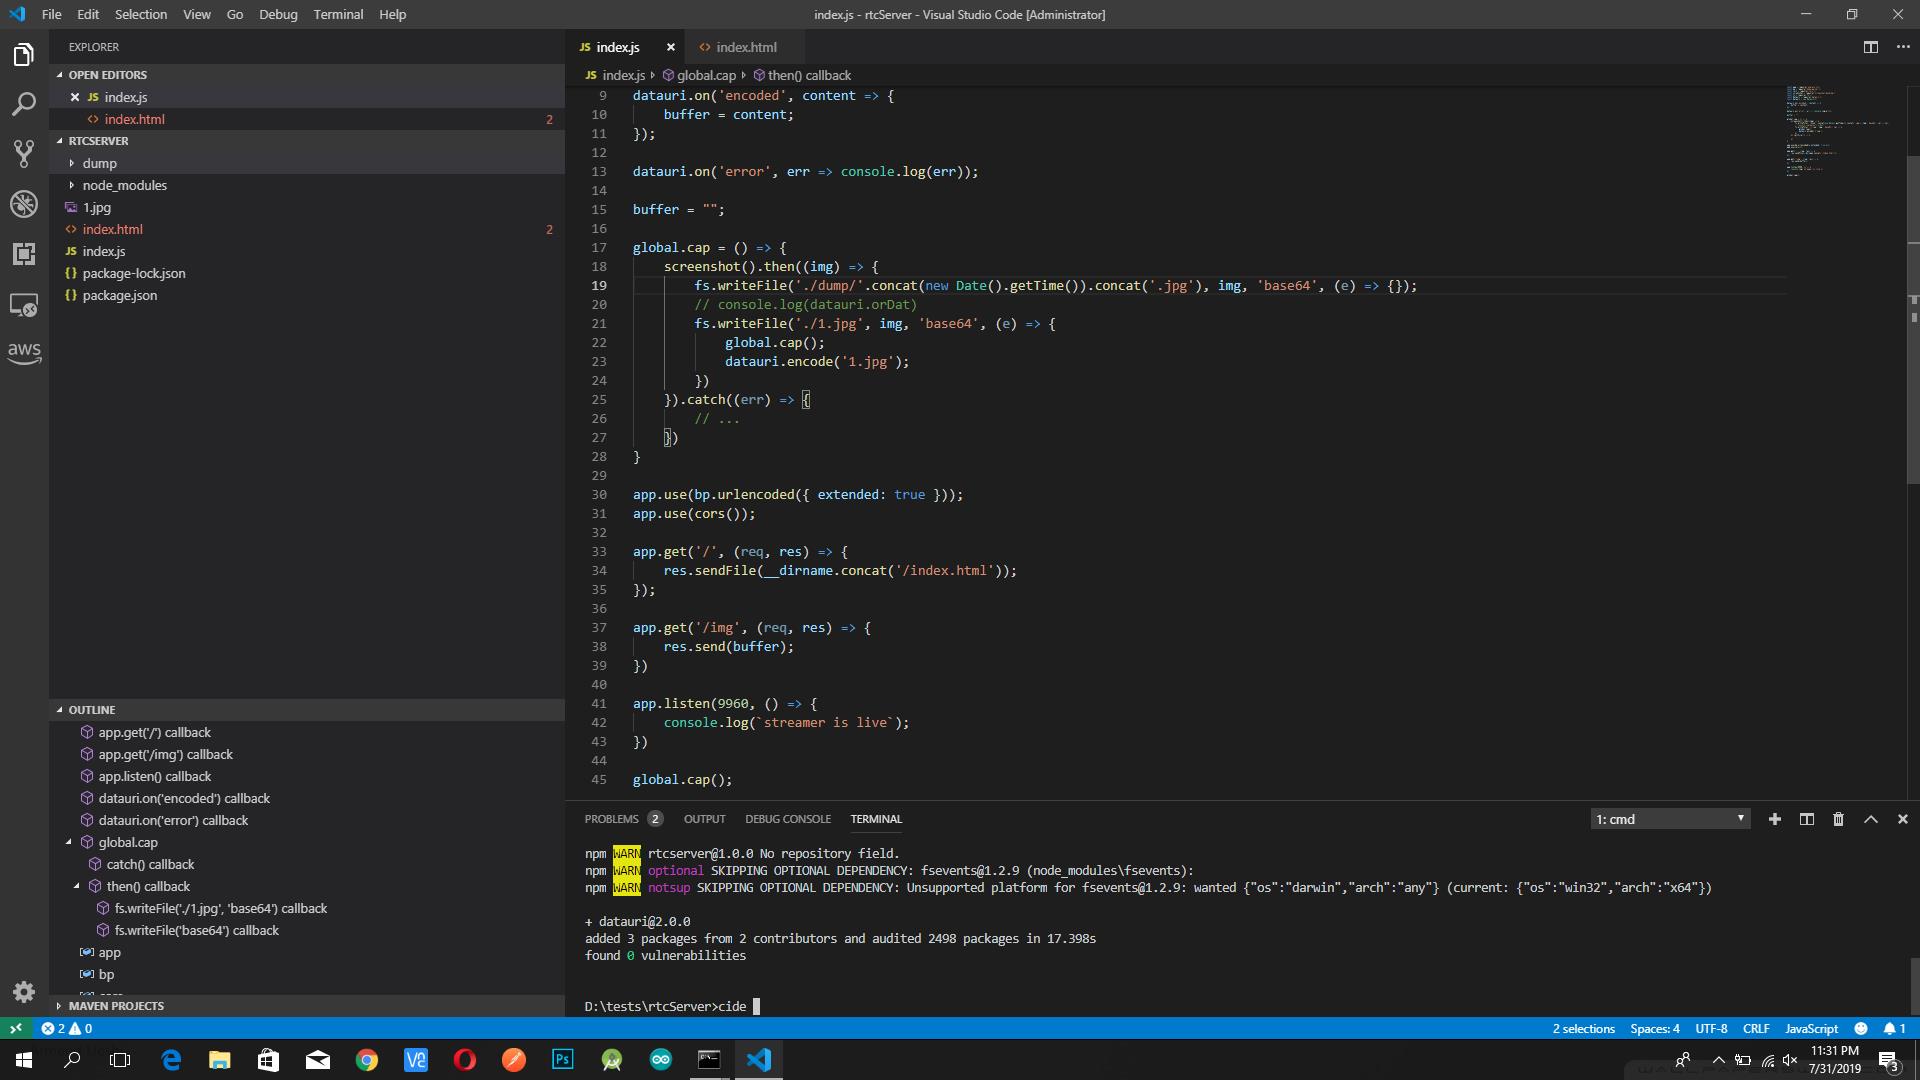 File Edit Selection View Go Debug Terminal Help
index.js - rtcServer - Visual Studio Code [Administrator]
EXPLORER
OPEN EDITORS
JS index.js
<> index.html 2
RTCSERVER
dump
node_modules
1.jpg
<> index.html 2
JS index.js
{} package-lock.json
{} package.json
aws
OUTLINE
app.get('/') callback
app.get('/img') callback
app.listen() callback
datauri.on('encoded') callback
datauri.on('error') callback
global.cap
catch() callback
then() callback
fs.writeFile('./1.jpg', 'base64') callback
fs.writeFile('base64') callback
app
bp
MAVEN PROJECTS
JS index.js <> index.html
JS index.js global.cap then() callback
9 datauri.on('encoded', content => {
10 buffer = content;
11 });
12
13 datauri.on('error', err => console.log(err));
14
15 buffer = "";
16
17 global.cap = () => {
18 screenshot().then((img) => {
19 fs.writeFile('./dump/'.concat(new Date().getTime()).concat('.jpg'), img, 'base64', (e) => {});
20 // console.log(datauri.orDat)
21 fs.writeFile('./1.jpg', img, 'base64', (e) => {
22 global.cap();
23 datauri.encode('1.jpg');
24 })
25 }).catch((err) => {
26 // ...
27 })
28 }
29
30 app.use(bp.urlencoded({ extended: true }));
31 app.use(cors());
32
33 app.get('/', (req, res) => {
34 res.sendFile(__dirname.concat('/index.html'));
35 });
36
37 app.get('/img', (req, res) => {
38 res.send(buffer);
39 })
40
41 app.listen(9960, () => {
42 console.log(`streamer is live`);
43 })
44
45 global.cap();
PROBLEMS 2 OUTPUT DEBUG CONSOLE TERMINAL 1: cmd
npm WARN rtcserver@1.0.0 No repository field.
npm WARN optional SKIPPING OPTIONAL DEPENDENCY: fsevents@1.2.9 (node_modules\fsevents):
npm WARN notsup SKIPPING OPTIONAL DEPENDENCY: Unsupported platform for fsevents@1.2.9: wanted {"os":"darwin","arch":"any"} (current: {"os":"win32","arch":"x64"})
+ datauri@2.0.0
added 3 packages from 2 contributors and audited 2498 packages in 17.398s
found 0 vulnerabilities
D:\tests\rtcServer>cide
2 0 2 selections Spaces: 4 UTF-8 CRLF JavaScript 1
Ps
11:31 PM
7/31/2019
3